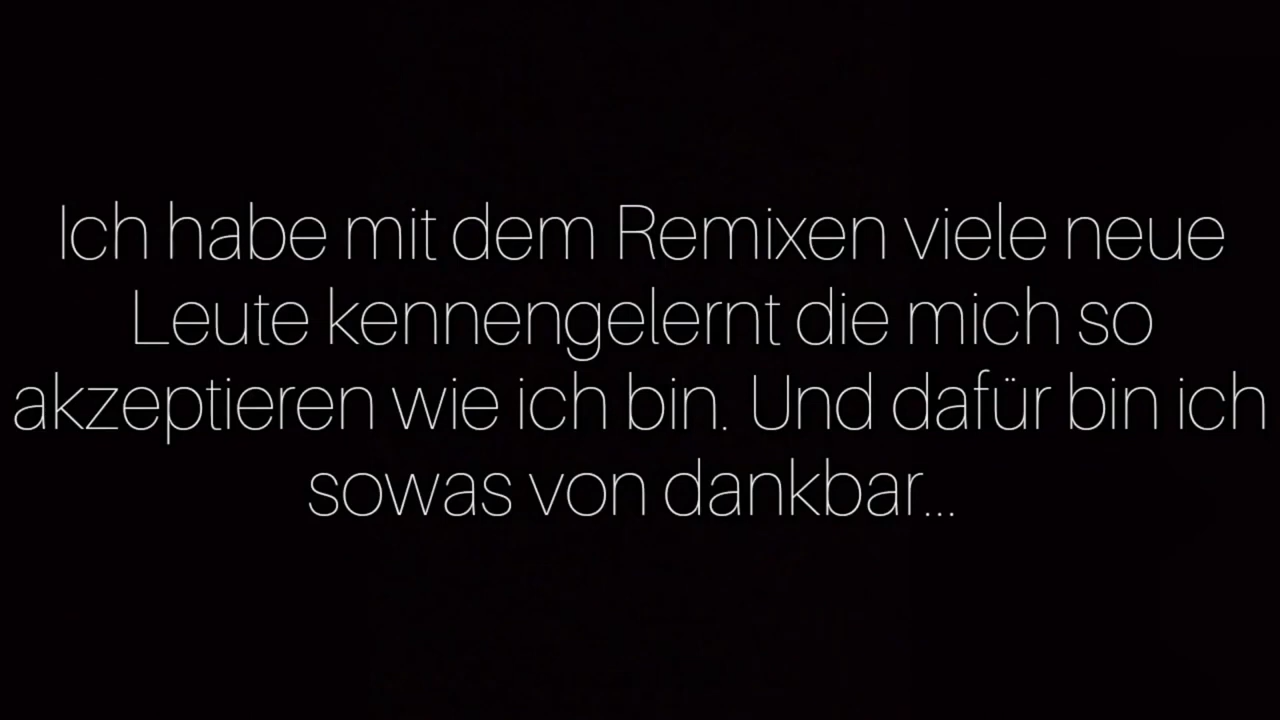 Ich habe mit dem Remixen viele neue
Leute kennengelernt die mich so
akzeptieren wie ich bin. Und dafür bin ich
sowas von dankbar...